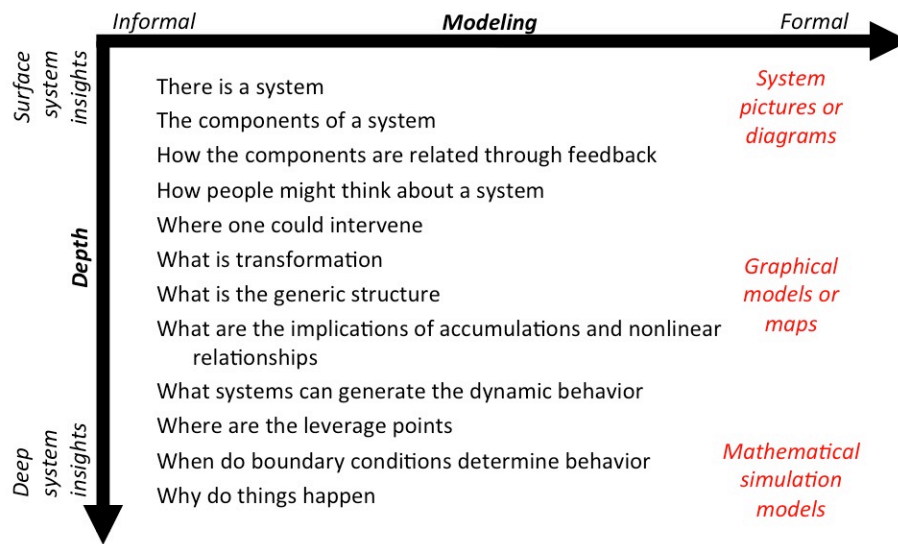 Informal
Modeling
Formal
Surface
system
insights
There is a system
The components of a system
How the components are related through feedback
How people might think about a system
Where one could intervene
What is transformation
What is the generic structure
What are the implications of accumulations and nonlinear
relationships
What systems can generate the dynamic behavior
Where are the leverage points
When do boundary conditions determine behavior
Why do things happen
Depth
Deep
system
insights
System
pictures or
diagrams
Graphical
models or
maps
Mathematical
simulation
models